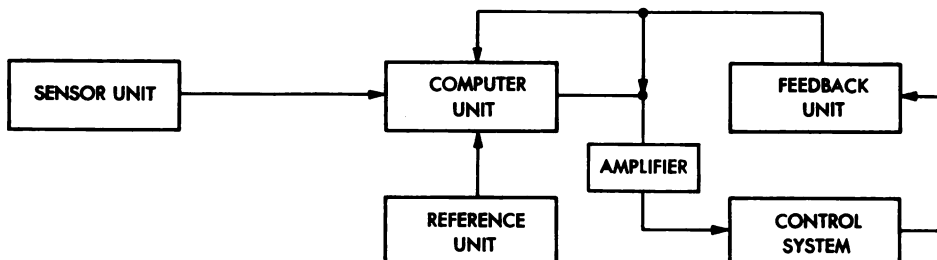 SENSOR UNIT
COMPUTER
UNIT
FEEDBACK
UNIT
AMPLIFIER
REFERENCE
UNIT
CONTROL
SYSTEM